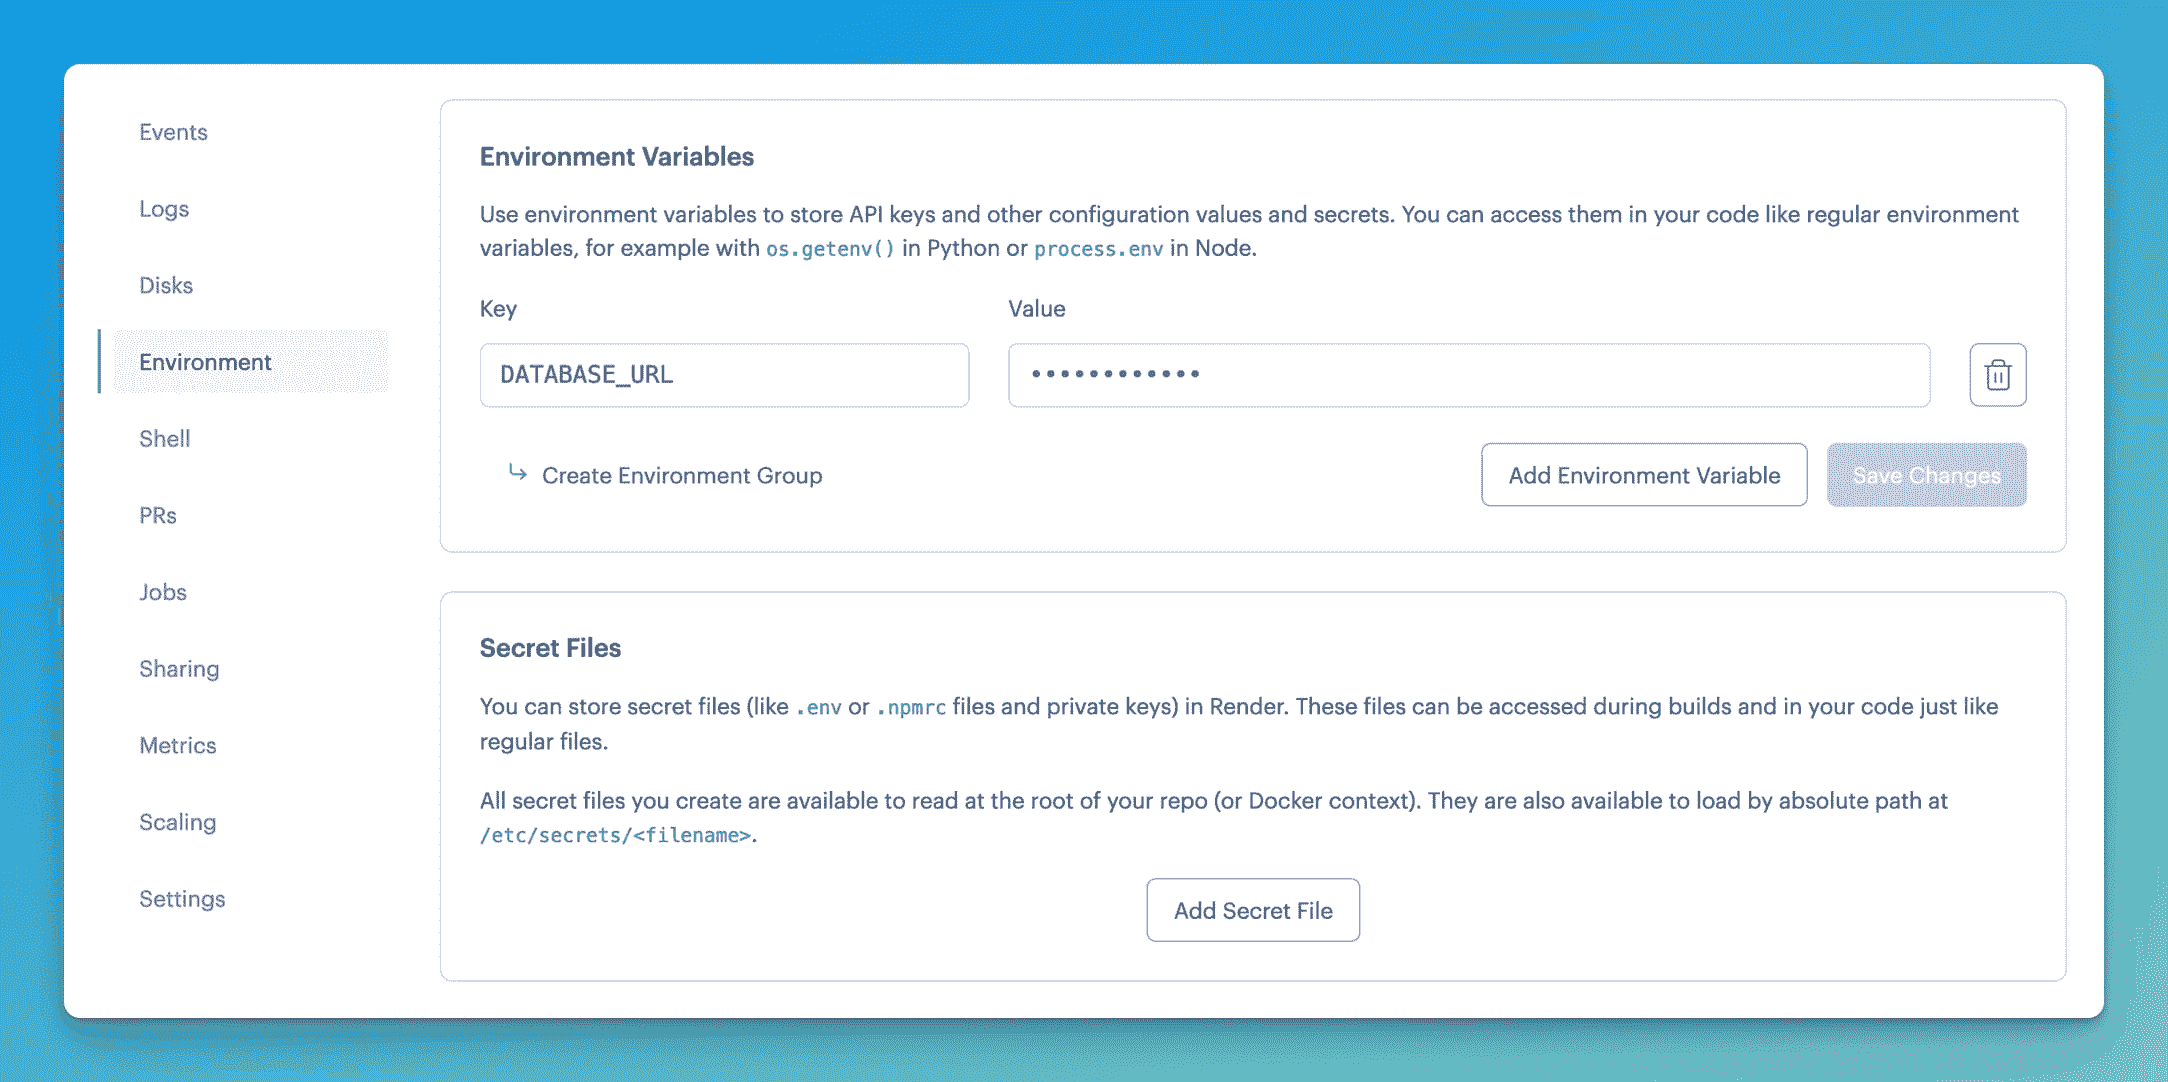 Events
Logs
Disks
Environment
Shell
PRs
Jobs
Sharing
Metrics
Scaling
Settings
Environment Variables
Use environment variables to store API keys and other configuration values and secrets. You can access them in your code like regular environment
variables, for example with os.getenv() in Python or process.env in Node.
Key Value
DATABASE_URL ••••••••••••
Create Environment Group Add Environment Variable Save Changes
Secret Files
You can store secret files (like .env or .npmrc files and private keys) in Render. These files can be accessed during builds and in your code just like
regular files.
All secret files you create are available to read at the root of your repo (or Docker context). They are also available to load by absolute path at
/etc/secrets/<filename>.
Add Secret File